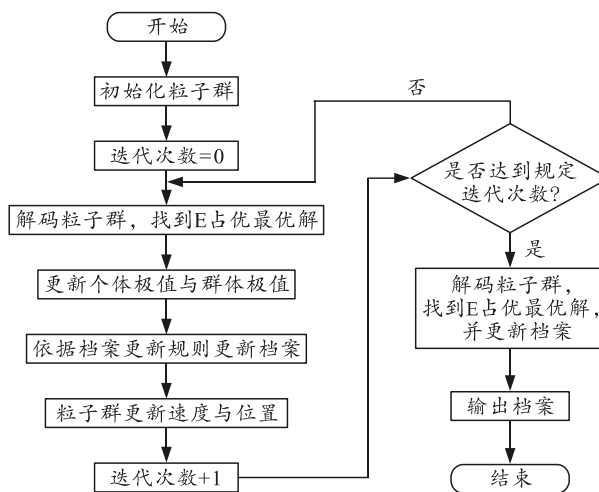 开始
初始化粒子群
迭代次数=0
解码粒子群，找到E占优最优解
更新个体极值与群体极值
依据档案更新规则更新档案
粒子群更新速度与位置
迭代次数+1
否
是否达到规定
迭代次数?
是
解码粒子群，
找到E占优最优解，
并更新档案
输出档案
结束